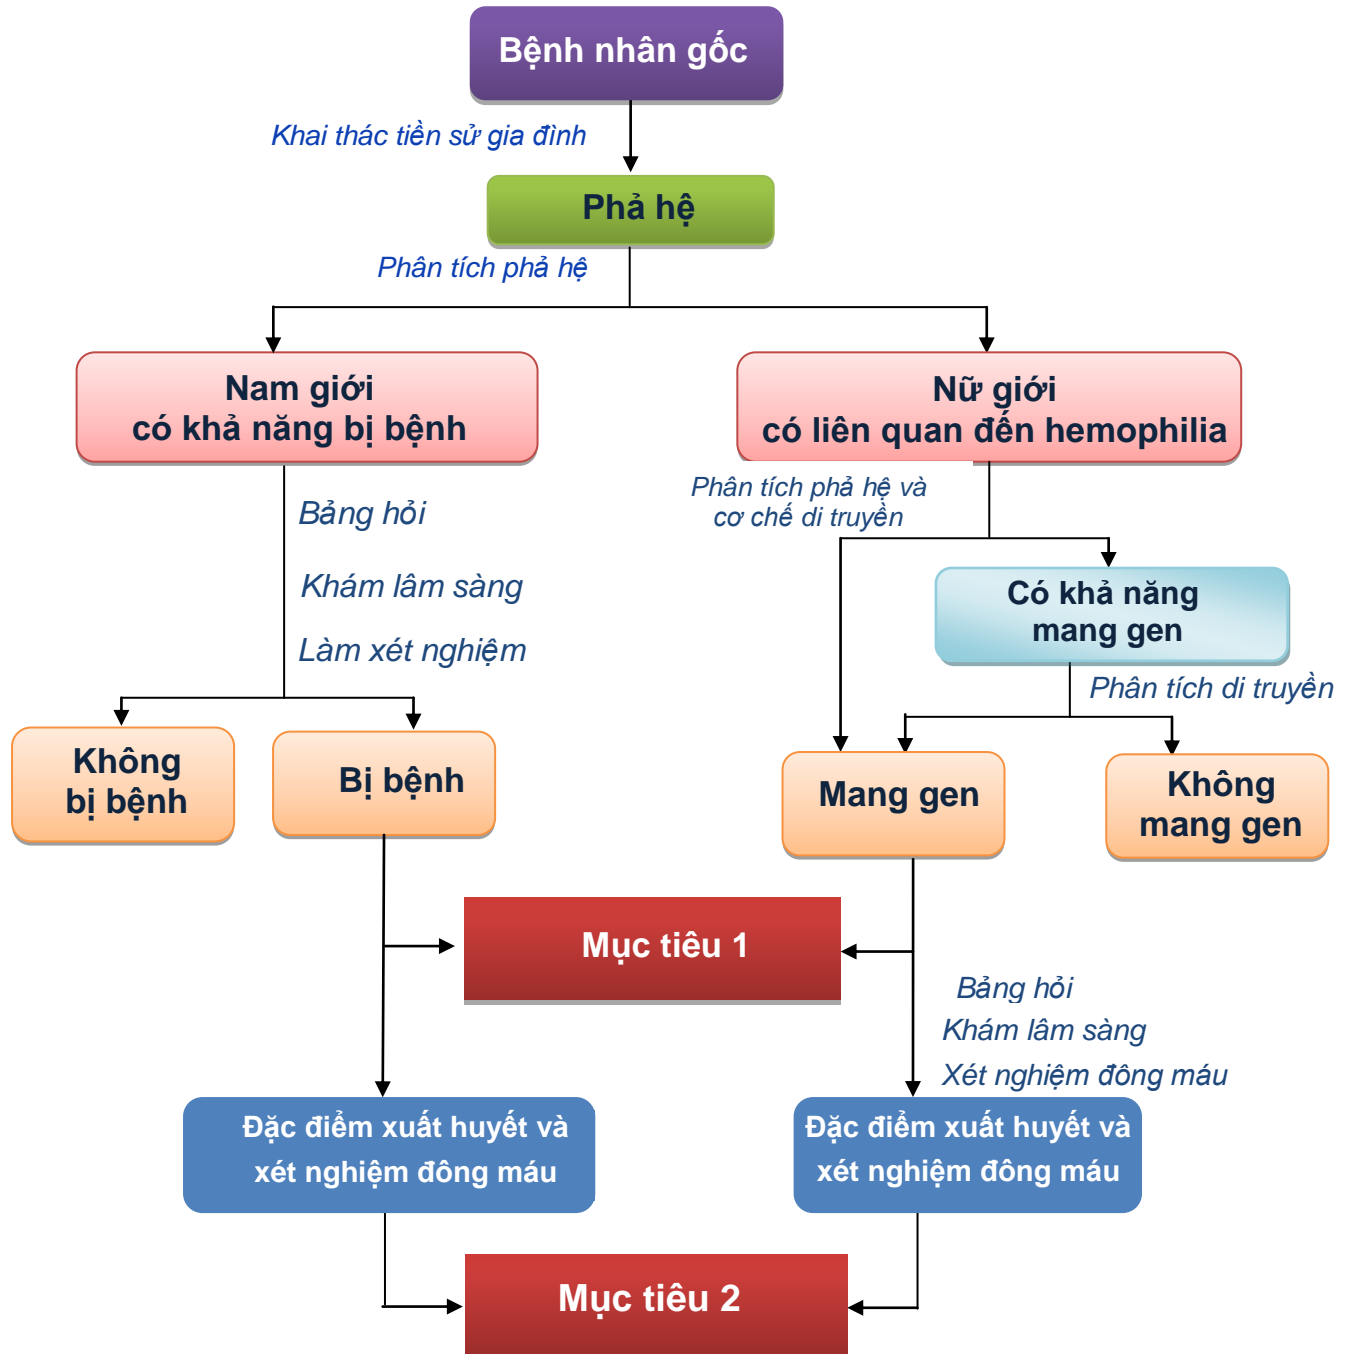 Bệnh nhân gốc
Khai thác tiền sử gia đình
Phả hệ
Phân tích phả hệ
Nam giới
có khả năng bị bệnh
Nữ giới
có liên quan đến hemophilia
Bảng hỏi
Khám lâm sàng
Làm xét nghiệm
Phân tích phả hệ và
cơ chế di truyền
Có khả năng
mang gen
Phân tích di truyền
Không
bị bệnh
Bị bệnh
Mang gen
Không
mang gen
Mục tiêu 1
Bảng hỏi
Khám lâm sàng
Xét nghiệm đông máu
Đặc điểm xuất huyết và
xét nghiệm đông máu
Đặc điểm xuất huyết và
xét nghiệm đông máu
Mục tiêu 2